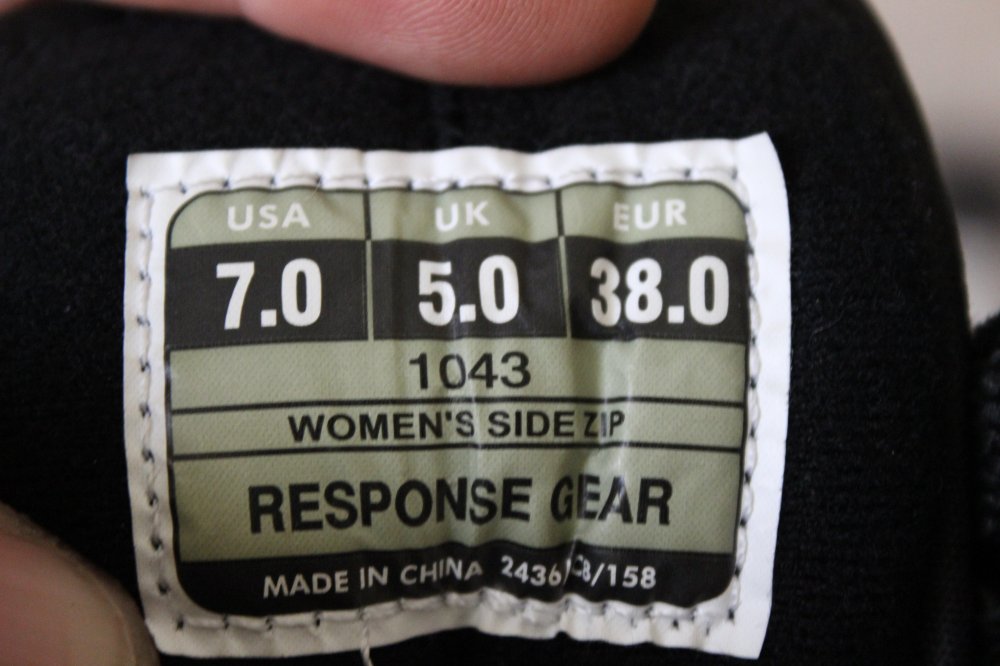 USA UK EUR
7.0 5.0 38.0
1043
WOMEN'S SIDE ZIP
RESPONSE GEAR
MADE IN CHINA